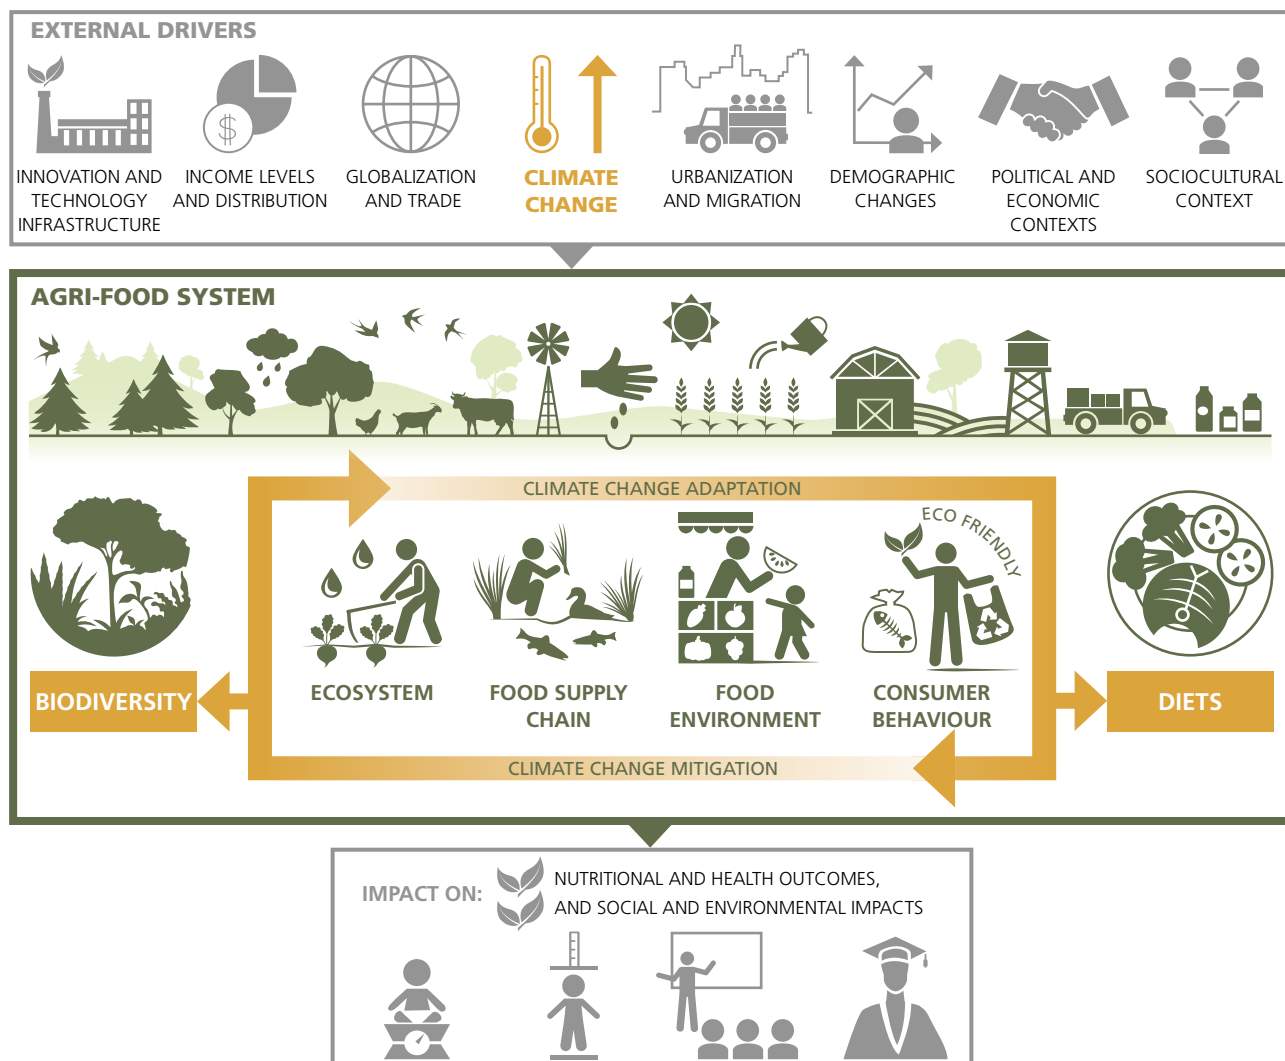 EXTERNAL DRIVERS
$
INNOVATION AND
TECHNOLOGY
INFRASTRUCTURE
INCOME LEVELS
AND DISTRIBUTION
GLOBALIZATION
AND TRADE
CLIMATE
CHANGE
URBANIZATION
AND MIGRATION
DEMOGRAPHIC
CHANGES
POLITICAL AND
ECONOMIC
CONTEXTS
SOCIOCULTURAL
CONTEXT
AGRI-FOOD SYSTEM
CLIMATE CHANGE ADAPTATION
ECO FRIENDLY
BIODIVERSITY
ECOSYSTEM
FOOD SUPPLY
CHAIN
FOOD
ENVIRONMENT
CONSUMER
BEHAVIOUR
DIETS
CLIMATE CHANGE MITIGATION
IMPACT ON:
NUTRITIONAL AND HEALTH OUTCOMES,
AND SOCIAL AND ENVIRONMENTAL IMPACTS